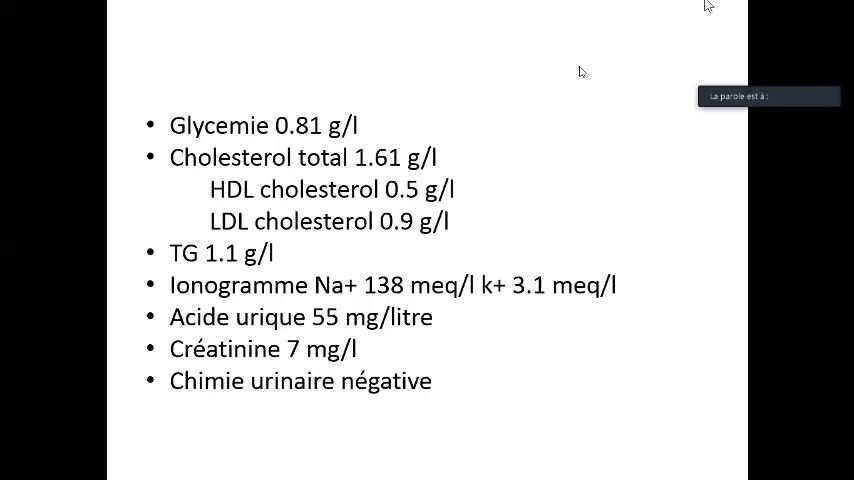 La parole est à :
• Glycemie 0.81 g/l
• Cholesterol total 1.61 g/l
HDL cholesterol 0.5 g/l
LDL cholesterol 0.9 g/l
• TG 1.1 g/l
• Ionogramme Na+ 138 meq/l k+ 3.1 meq/l
• Acide urique 55 mg/litre
• Créatinine 7 mg/l
• Chimie urinaire négative